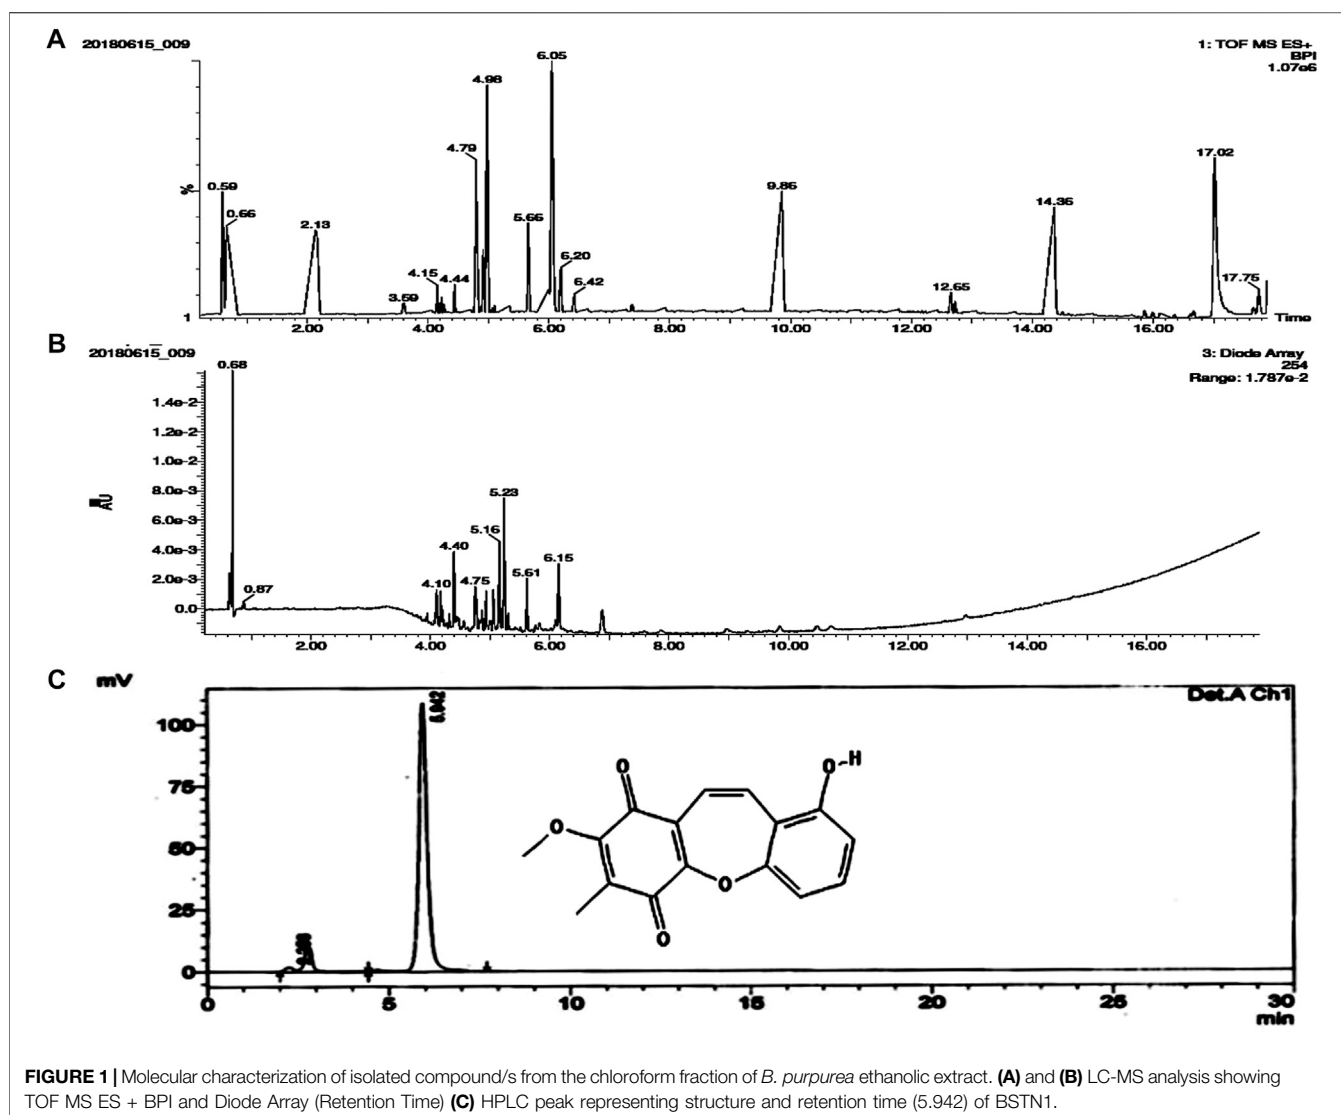 A
20180615_009
1: TOF MS ES+
BPI
1.07e6
6.05
4.98
4.79
17.02
%
0.59
0.66
2.13
9.86
14.36
5.66
6.20
6.42
4.15
4.44
3.59
12.65
17.75
1
Time
2.00 4.00 6.00 8.00 10.00 12.00 14.00 16.00
B
20180615_009
3: Diode Array
254
Range: 1.787e-2
0.68
1.4e-2
1.2e-2
1.0e-2
8.0e-3
6.0e-3
4.0e-3
2.0e-3
0.0
AU
5.23
5.16
4.40
6.15
5.61
4.75
4.10
0.87
2.00 4.00 6.00 8.00 10.00 12.00 14.00 16.00
C
mV
Det.A Ch1
100
75
50
25
0
5.942
O
O-H
O
O
O
0 5 10 15 20 25 30
min
FIGURE 1 | Molecular characterization of isolated compound/s from the chloroform fraction of B. purpurea ethanolic extract. (A) and (B) LC-MS analysis showing
TOF MS ES + BPI and Diode Array (Retention Time) (C) HPLC peak representing structure and retention time (5.942) of BSTN1.